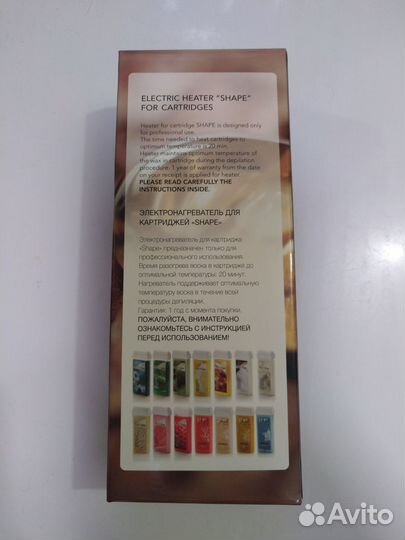 ELECTRIC HEATER “SHAPE”
FOR CARTRIDGES
Heater for cartridge SHAPE is designed only
for professional use.
The time needed to heat cartridges to
optimum temperature is 20 min.
Heater maintains optimum temperature of
the wax in cartridge during the depilation
procedure. 1 year of warranty from the date
on your receipt is applied for heater.
PLEASE READ CAREFULLY THE
INSTRUCTIONS INSIDE.
ЭЛЕКТРОНАГРЕВАТЕЛЬ ДЛЯ
КАРТРИДЖЕЙ «SHAPE»
Электронагреватель для картриджа
«Shape» предназначен только для
профессионального использования.
Время разогрева воска в картридже до
оптимальной температуры: 20 минут.
Нагреватель поддерживает оптимальную
температуру воска в течение всей
процедуры депиляции.
Гарантия: 1 год с момента покупки.
ПОЖАЛУЙСТА, ВНИМАТЕЛЬНО
ОЗНАКОМЬТЕСЬ С ИНСТРУКЦИЕЙ
ПЕРЕД ИСПОЛЬЗОВАНИЕМ!
Avito